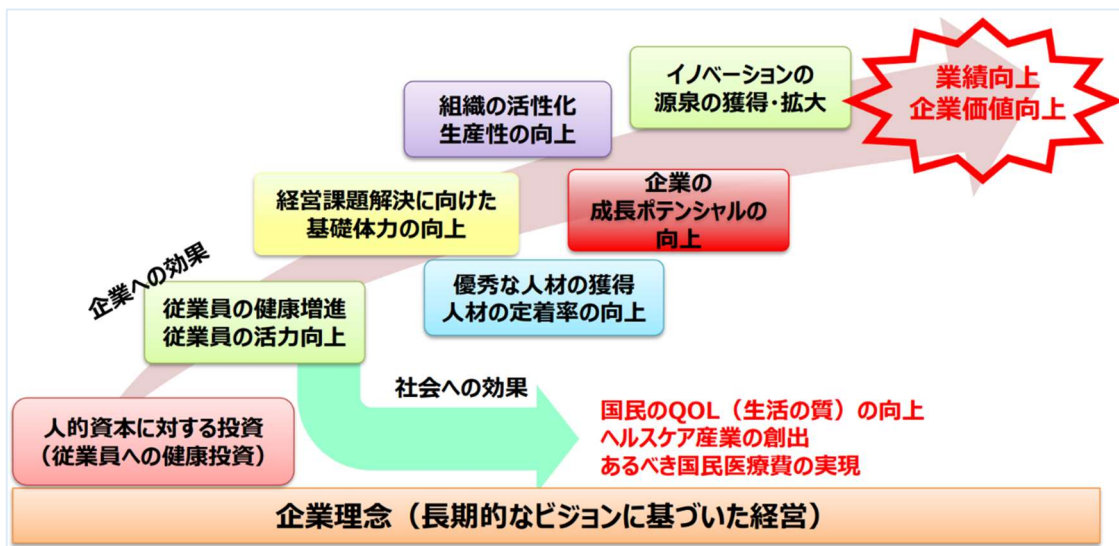 イノベーションの
源泉の獲得・拡大
業績向上
企業価値向上
組織の活性化
生産性の向上
経営課題解決に向けた
基礎体力の向上
企業の
成長ポテンシャルの
向上
企業への効果
従業員の健康増進
従業員の活力向上
優秀な人材の獲得
人材の定着率の向上
社会への効果
人的資本に対する投資
（従業員への健康投資）
国民のQOL（生活の質）の向上
ヘルスケア産業の創出
あるべき国民医療費の実現
企業理念（長期的なビジョンに基づいた経営）